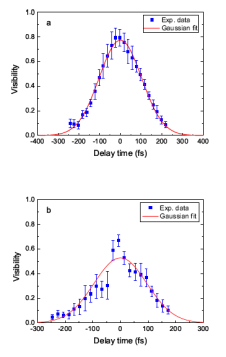 a
Exp. data
Gaussian fit
1.0
0.8
0.6
0.4
0.2
0.0
Visibility
-400 -300 -200 -100 0 100 200 300 400
Delay time (fs)
b
Exp. data
Gaussian fit
1.0
0.8
0.6
0.4
0.2
0.0
Visibility
-300 -200 -100 0 100 200 300
Delay time (fs)